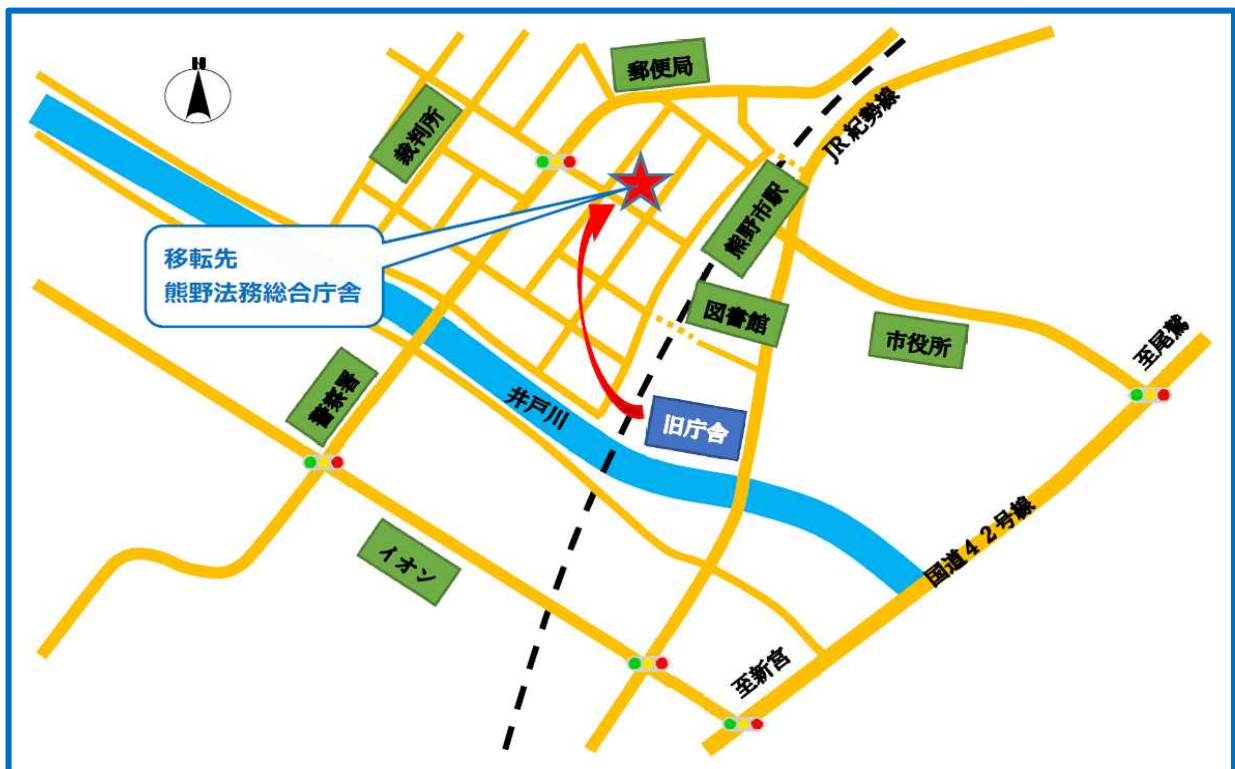 郵便局
裁判所
JR紀勢線
熊野市駅
移転先
熊野法務総合庁舎
図書館
市役所
至尾鷲
警察署
井戸川
旧庁舎
イオン
国道42号線
至新宮